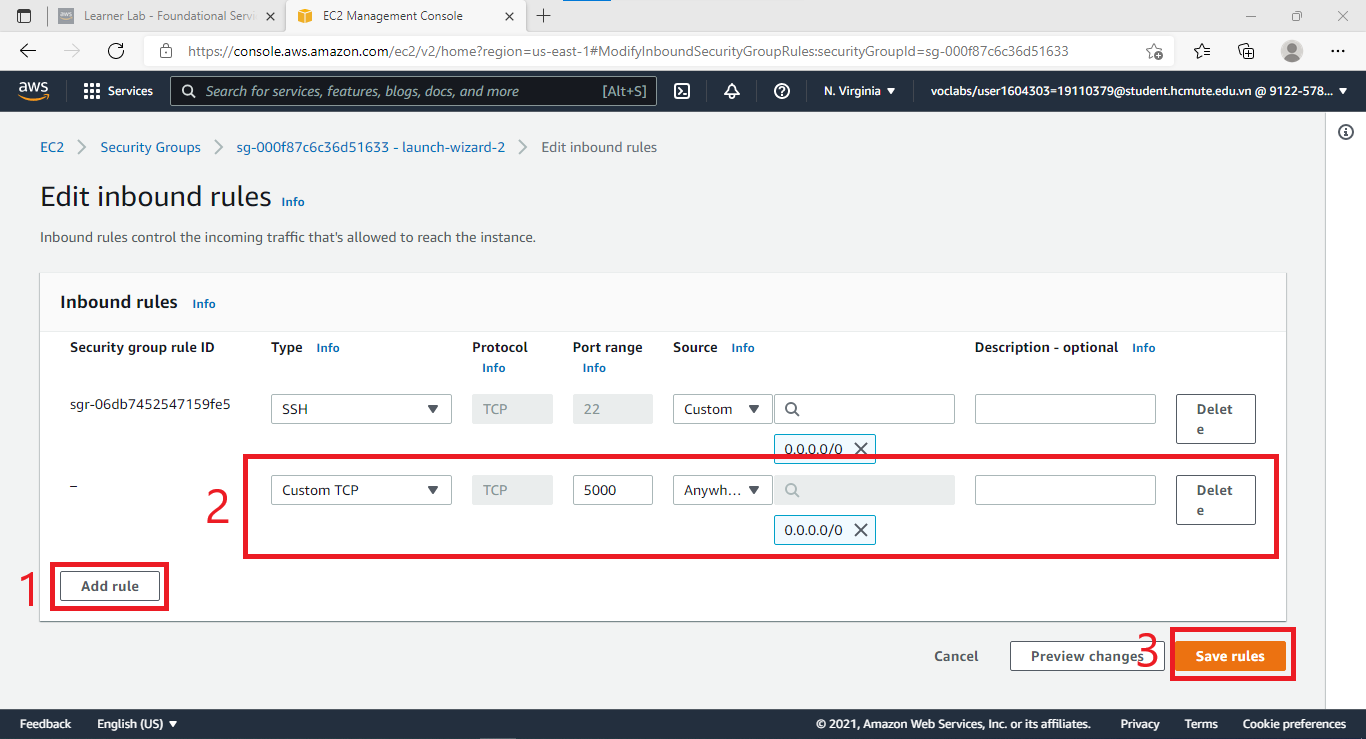 Learner Lab - Foundational Servi
EC2 Management Console
https://console.aws.amazon.com/ec2/v2/home?region=us-east-1#ModifyInboundSecurityGroupRules:securityGroupId=sg-000f87c6c36d51633
aws
Services
Search for services, features, blogs, docs, and more
[Alt+S]
N. Virginia
voclabs/user1604303=19110379@student.hcmute.edu.vn @ 9122-578...
EC2
Security Groups
sg-000f87c6c36d51633 - launch-wizard-2
Edit inbound rules
Edit inbound rules Info
Inbound rules control the incoming traffic that's allowed to reach the instance.
Inbound rules Info
Security group rule ID
Type Info
Protocol
Info
Port range
Info
Source Info
Description - optional Info
sgr-06db7452547159fe5
SSH
TCP
22
Custom
Delet
e
0.0.0.0/0
2
–
Custom TCP
TCP
5000
Anywh...
Delet
e
0.0.0.0/0
1
Add rule
Cancel
Preview changes
3
Save rules
Feedback
English (US)
© 2021, Amazon Web Services, Inc. or its affiliates.
Privacy
Terms
Cookie preferences